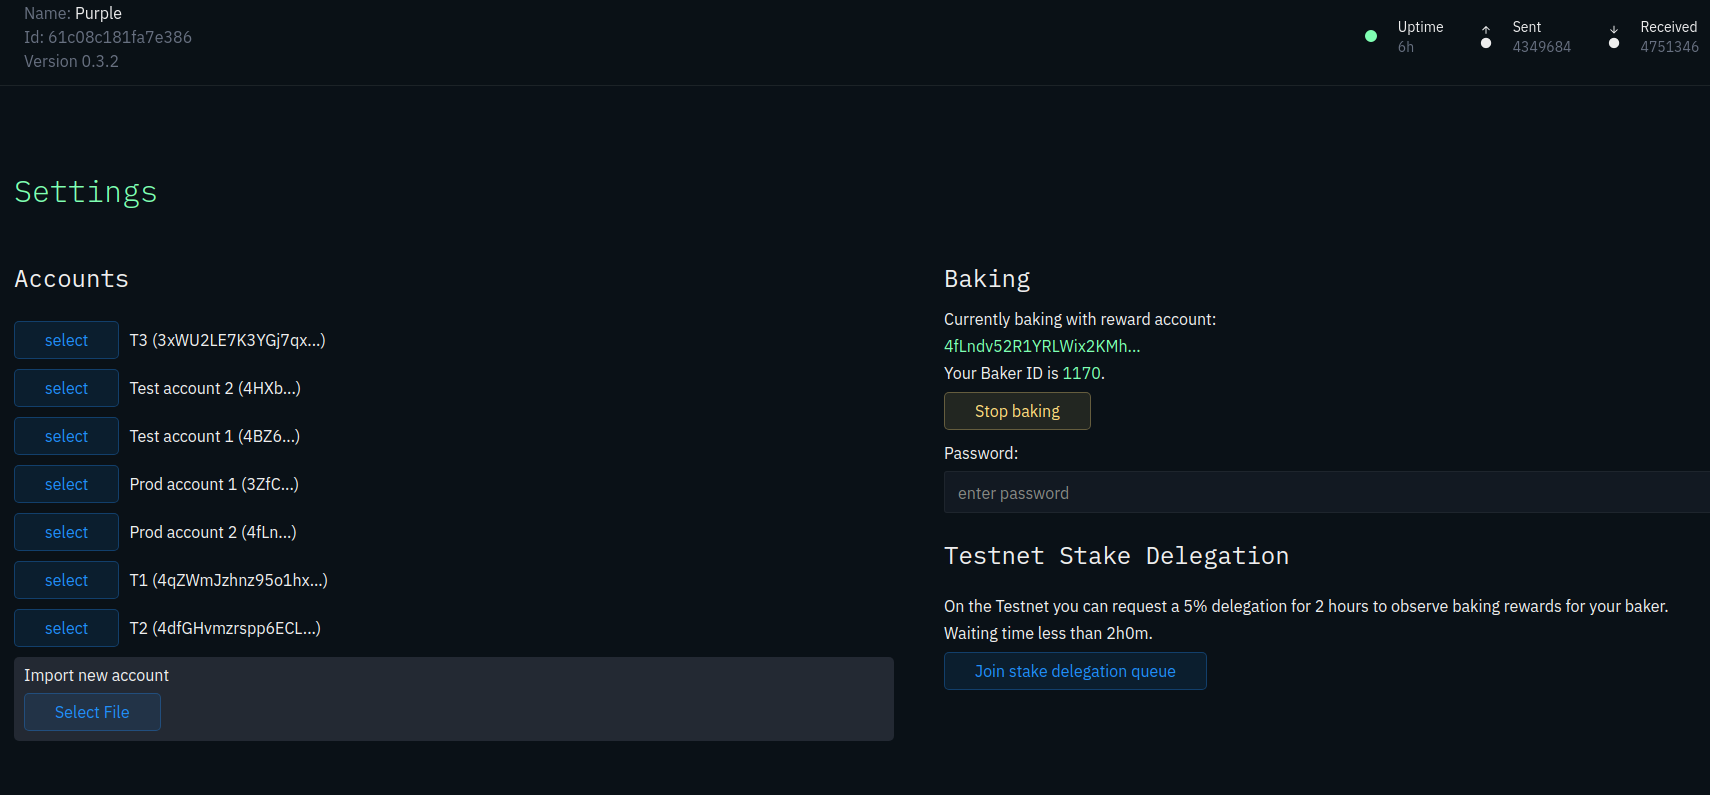 Name: Purple
Id: 61c08c181fa7e386
Version 0.3.2
Uptime
6h
↑
Sent
4349684
↓
Received
4751346
Settings
Accounts
select T3 (3xWU2LE7K3YGj7qx...)
select Test account 2 (4HXb...)
select Test account 1 (4BZ6...)
select Prod account 1 (3ZfC...)
select Prod account 2 (4fLn...)
select T1 (4qZWmJzhnz95o1hx...)
select T2 (4dfGHvmzrspp6ECL...)
Import new account
Select File
Baking
Currently baking with reward account:
4fLndv52R1YRLWix2KMh...
Your Baker ID is 1170.
Stop baking
Password:
enter password
Testnet Stake Delegation
On the Testnet you can request a 5% delegation for 2 hours to observe baking rewards for your baker.
Waiting time less than 2h0m.
Join stake delegation queue